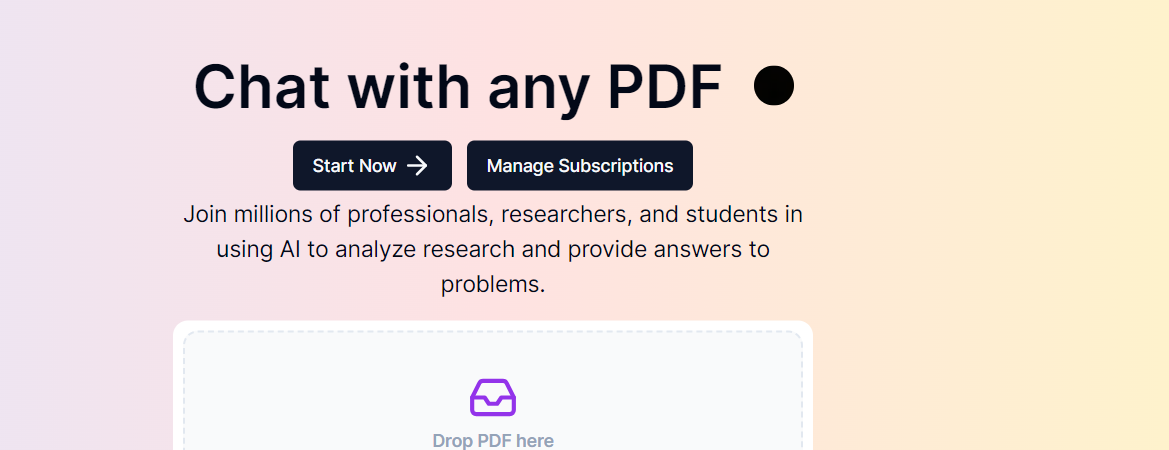 Chat with any PDF
Start Now
Manage Subscriptions
Join millions of professionals, researchers, and students in
using AI to analyze research and provide answers to
problems.
Drop PDF here